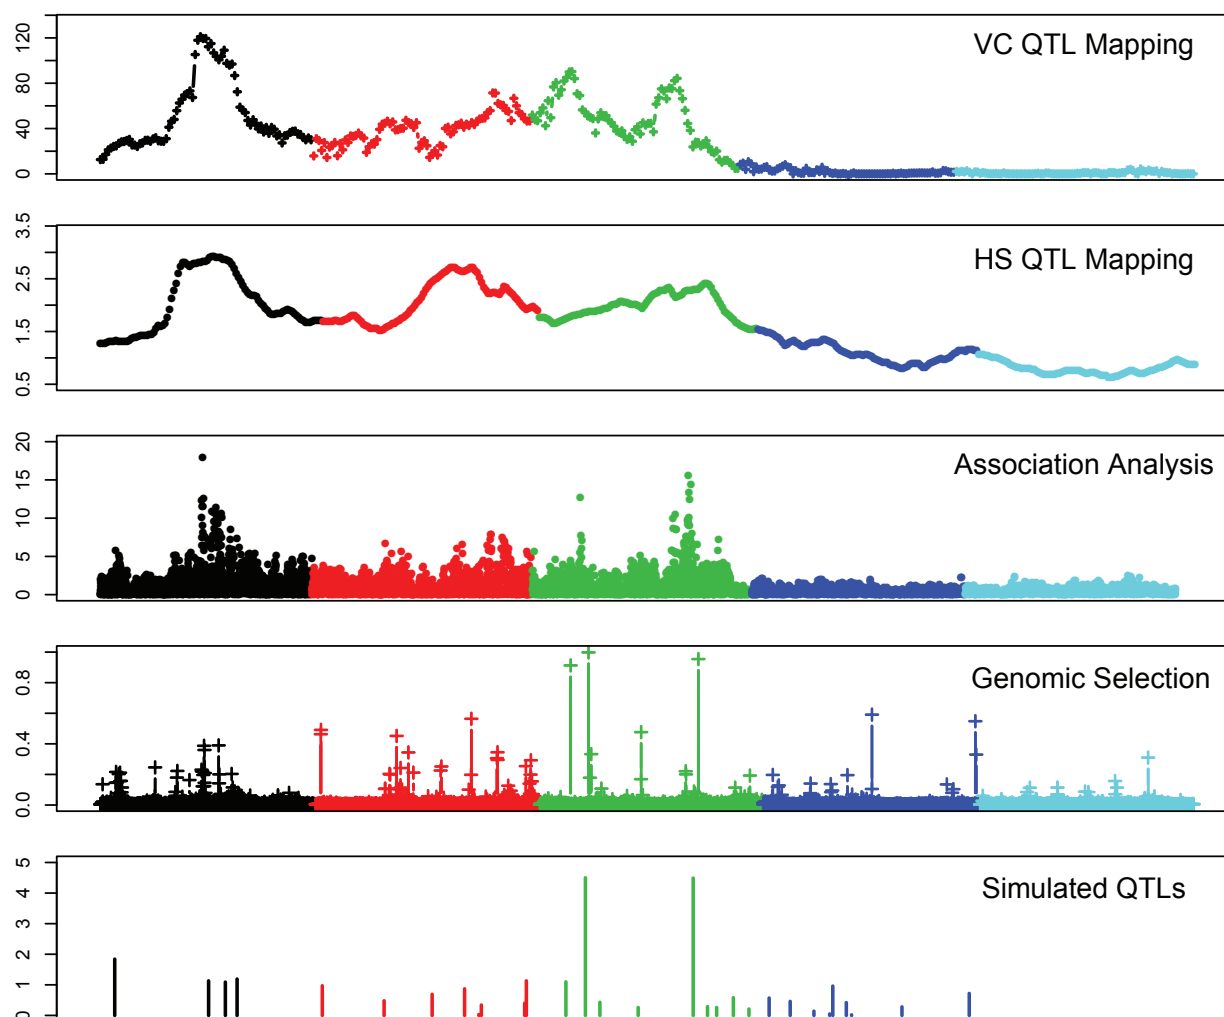 VC QTL Mapping
0 40 80 120
HS QTL Mapping
0.5 1.5 2.5 3.5
Association Analysis
0 5 10 15 20
Genomic Selection
0.0 0.4 0.8
Simulated QTLs
0 1 2 3 4 5